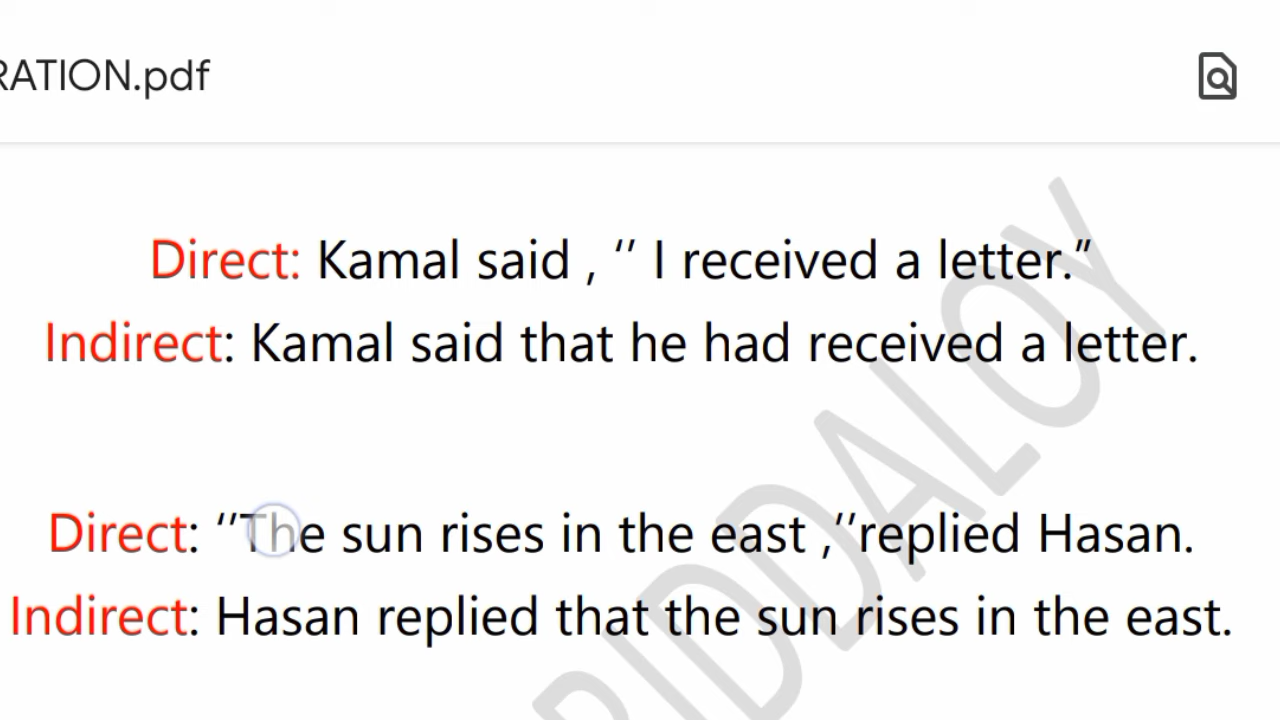 RATION.pdf
Direct: Kamal said , ‘’ I received a letter.”
Indirect: Kamal said that he had received a letter.
Direct: ‘’The sun rises in the east ,‘’replied Hasan.
Indirect: Hasan replied that the sun rises in the east.
RIDDALOY